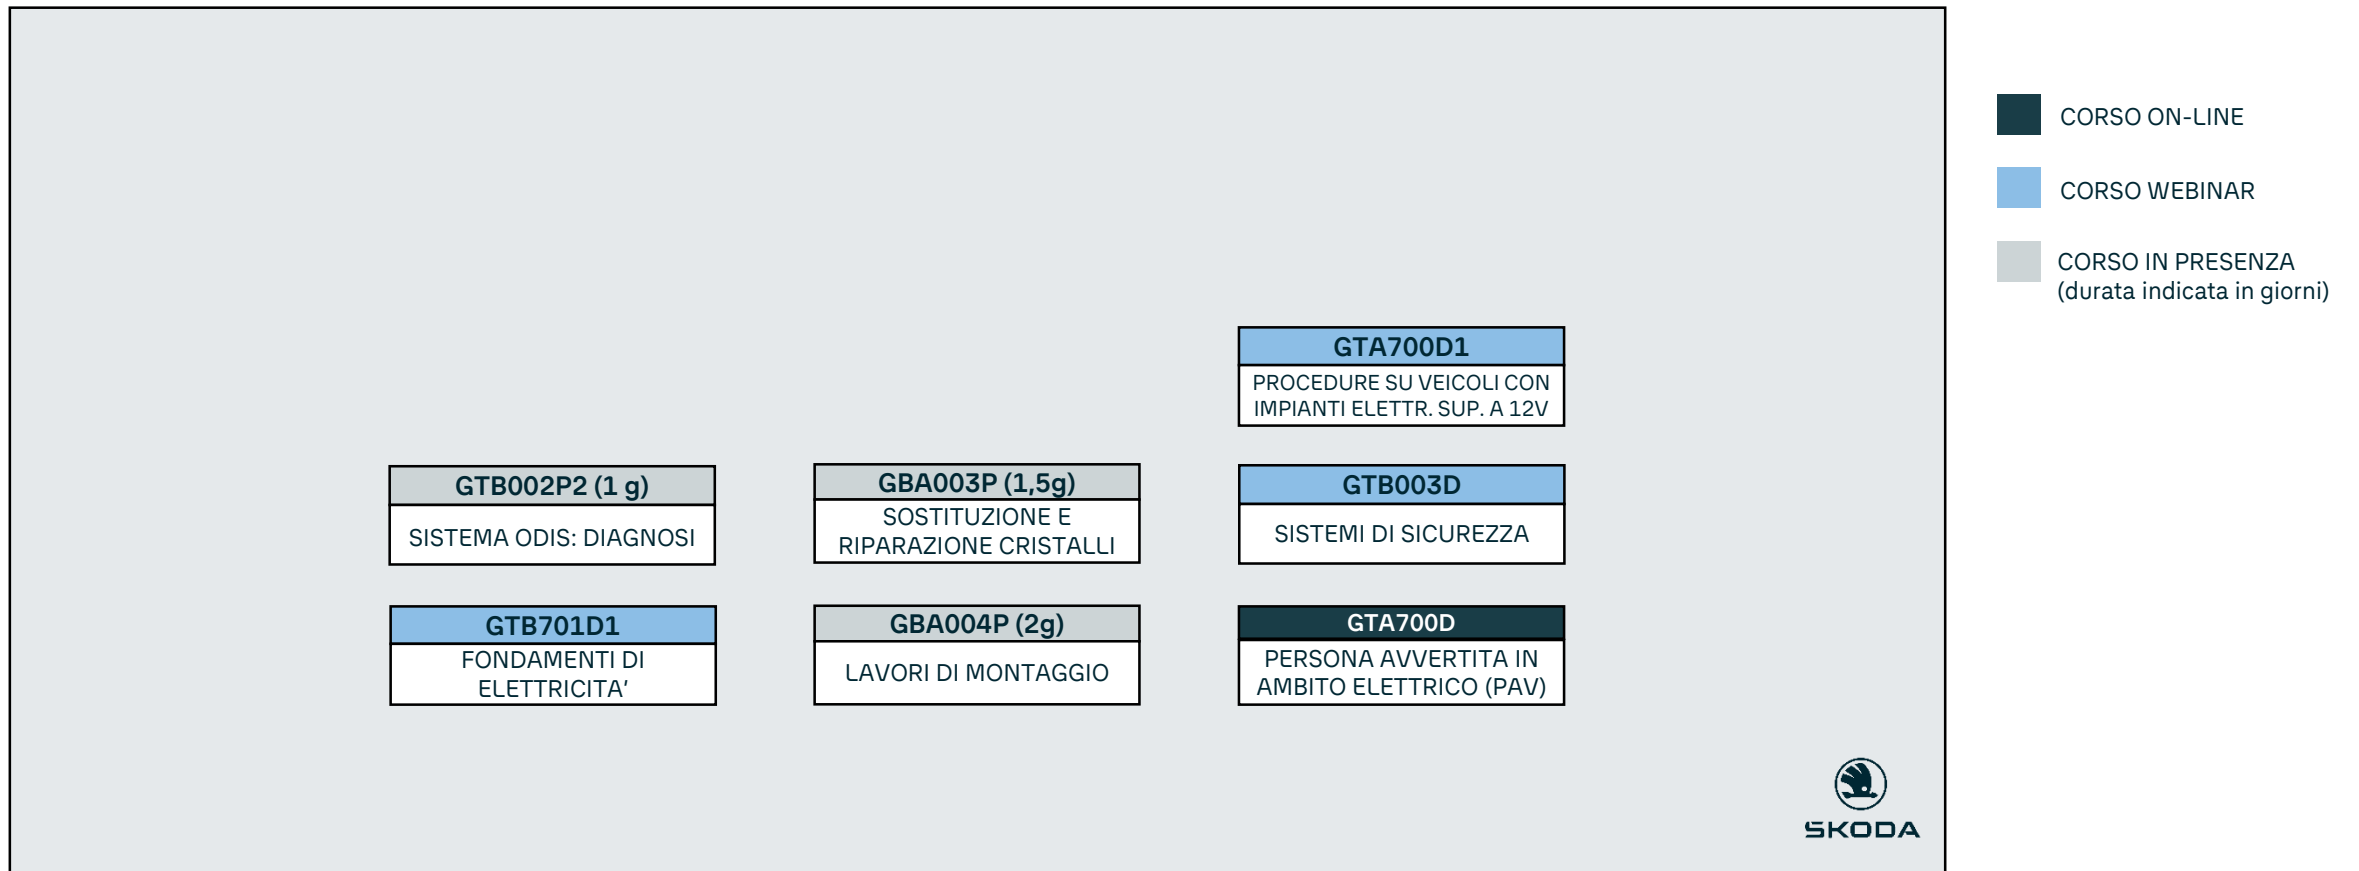 CORSO ON-LINE
CORSO WEBINAR
CORSO IN PRESENZA
(durata indicata in giorni)
GTA700D1
PROCEDURE SU VEICOLI CON
IMPIANTI ELETTR. SUP. A 12V
GTB002P2 (1 g)
SISTEMA ODIS: DIAGNOSI
GBA003P (1,5g)
SOSTITUZIONE E
RIPARAZIONE CRISTALLI
GTB003D
SISTEMI DI SICUREZZA
GTB701D1
FONDAMENTI DI
ELETTRICITA'
GBA004P (2g)
LAVORI DI MONTAGGIO
GTA700D
PERSONA AVVERTITA IN
AMBITO ELETTRICO (PAV)
ŠKODA